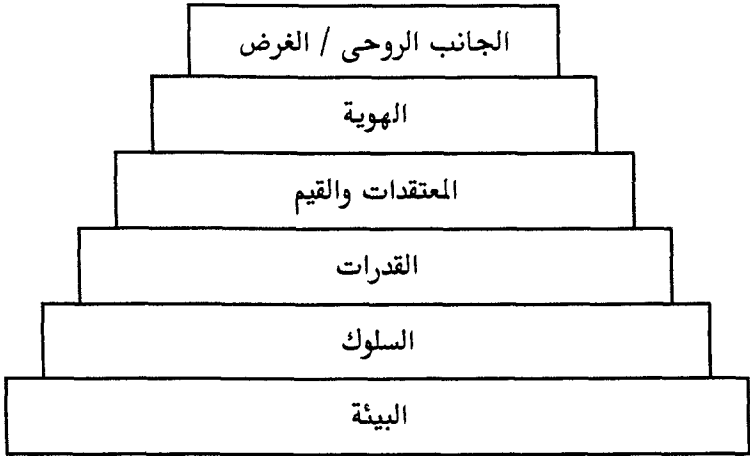 الجانب الروحى / الغرض
الهوية
المعتقدات والقيم
القدرات
السلوك
البيئة